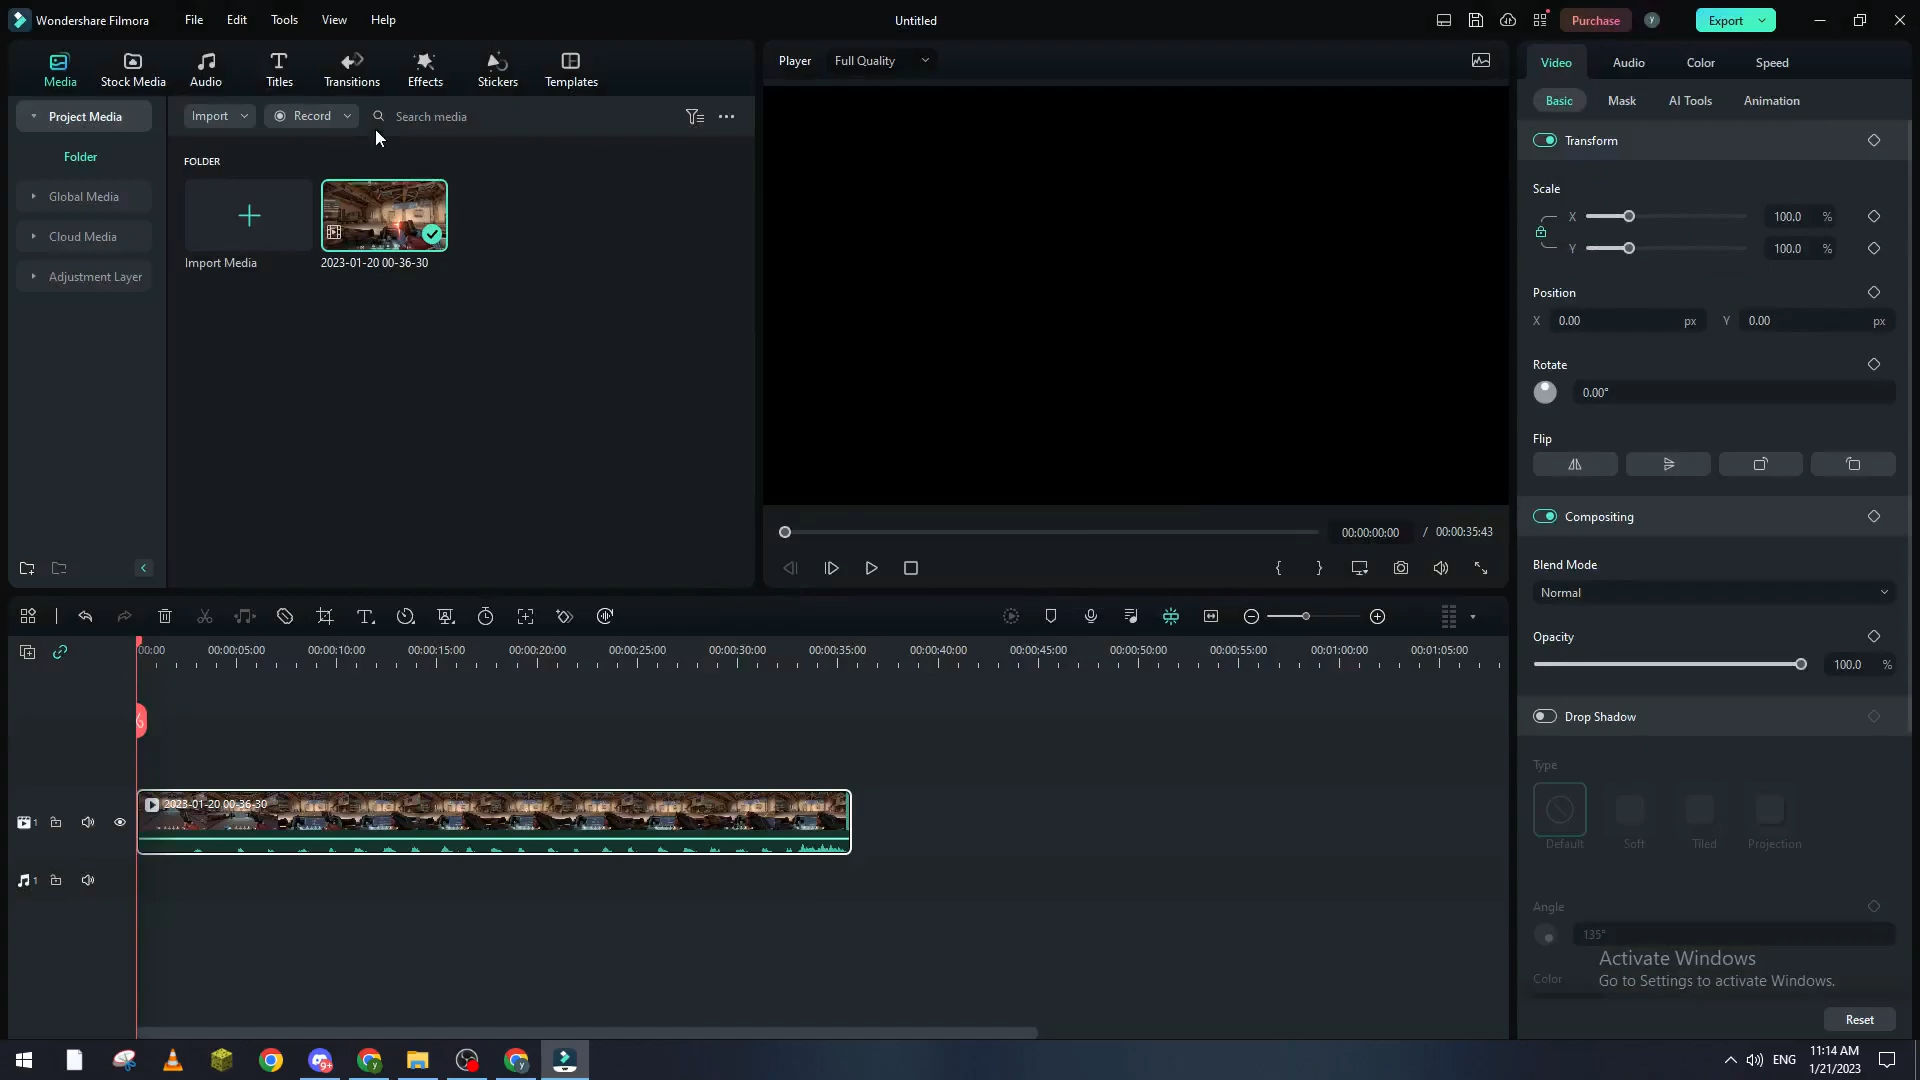 Wondershare Filmora File Edit Tools View Help Untitled Purchase y Export
Media Stock Media Audio Titles Transitions Effects Stickers Templates
Project Media
Folder
Global Media
Cloud Media
Adjustment Layer
Import Record Search media
FOLDER
Import Media 2023-01-20 00-36-30
Player Full Quality
00:00:00:00 / 00:00:35:43
Video Audio Color Speed
Basic Mask AI Tools Animation
Transform
Scale
X 100.0 %
Y 100.0 %
Position
X 0.00 px Y 0.00 px
Rotate
0.00°
Flip
Compositing
Blend Mode
Normal
Opacity
100.0 %
Drop Shadow
Type
Default Soft Tiled Projection
Angle
135°
Color
Activate Windows
Go to Settings to activate Windows.
Reset
00:00 00:00:05:00 00:00:10:00 00:00:15:00 00:00:20:00 00:00:25:00 00:00:30:00 00:00:35:00 00:00:40:00 00:00:45:00 00:00:50:00 00:00:55:00 00:01:00:00 00:01:05:00
2023-01-20 00-36-30
1
1
9+ y y ENG 11:14 AM
1/21/2023